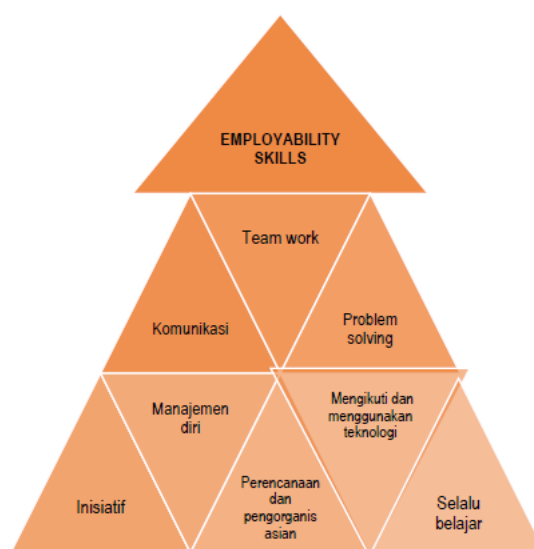 EMPLOYABILITY
SKILLS
Team work
Komunikasi
Problem
solving
Manajemen
diri
Mengikuti dan
menggunakan
teknologi
Inisiatif
Perencanaan
dan
pengorganis
asian
Selalu
belajar